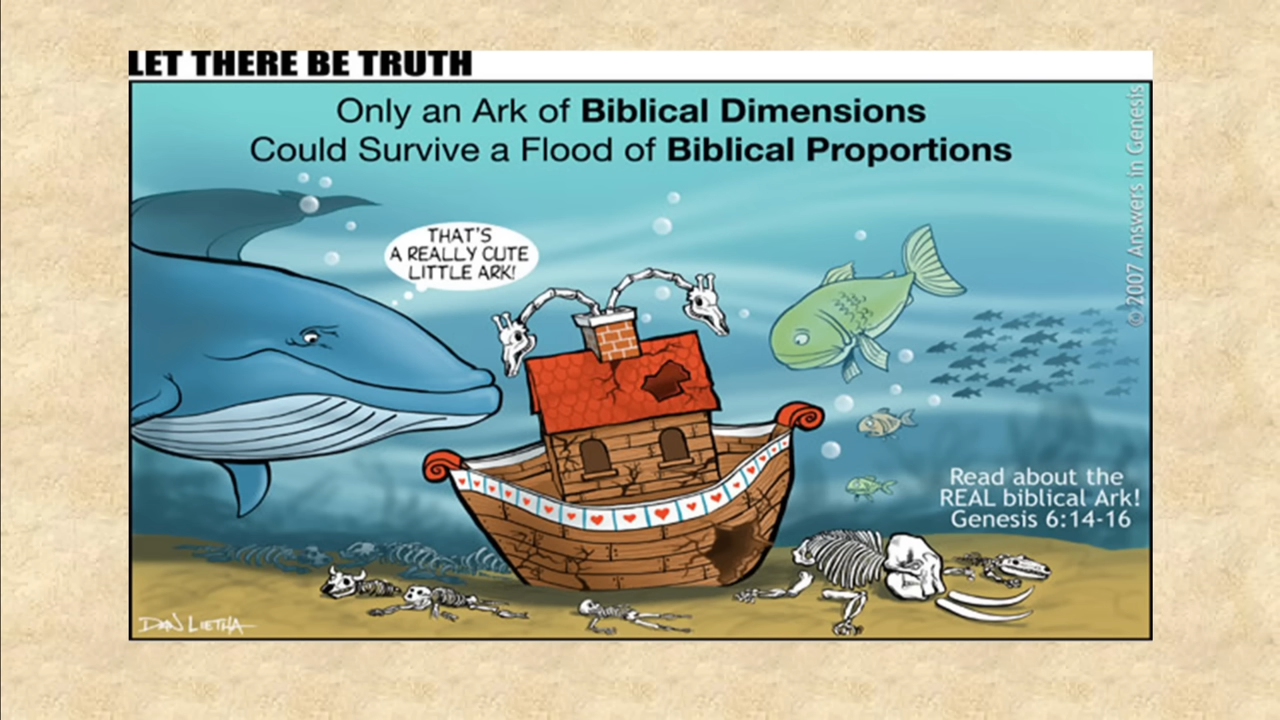 LET THERE BE TRUTH
Only an Ark of Biblical Dimensions
Could Survive a Flood of Biblical Proportions
THAT'S
A REALLY CUTE
LITTLE ARK!
© 2007 Answers in Genesis
Read about the
REAL biblical Ark!
Genesis 6:14-16
DAN LIETHA